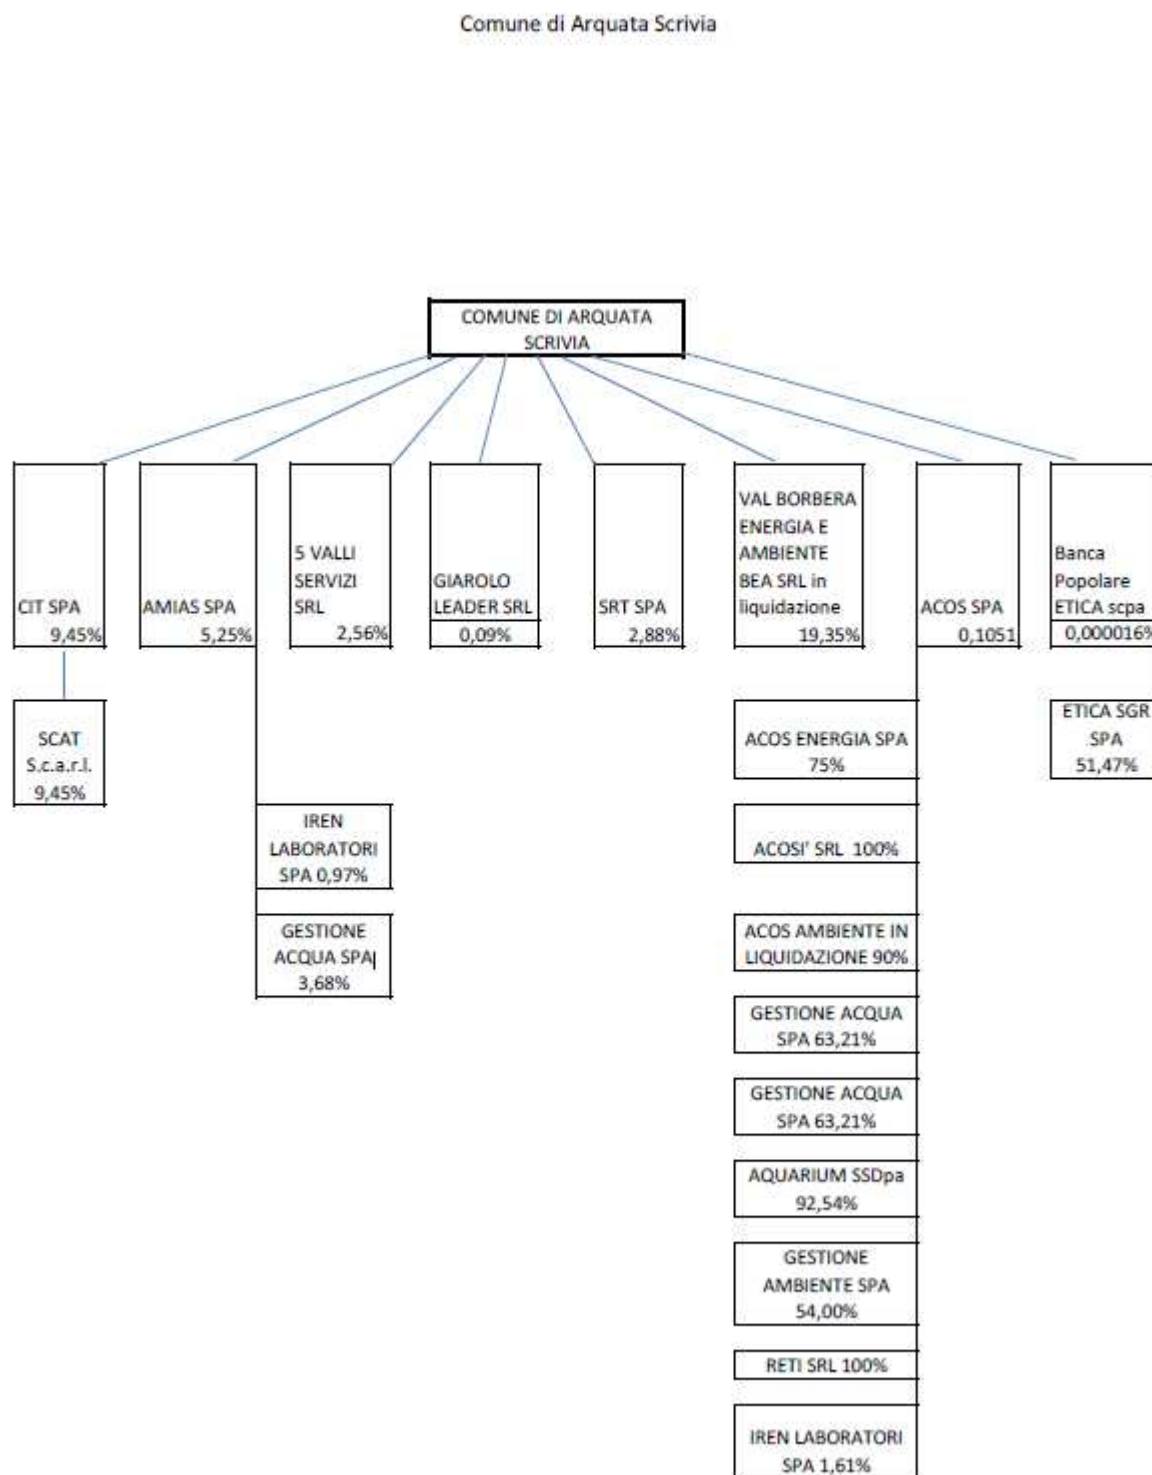 Comune di Arquata Scrivia
COMUNE DI ARQUATA
SCRIVIA
CIT SPA
9,45%
AMIAS SPA
5,25%
5 VALLI
SERVIZI
SRL
2,56%
GIAROLO
LEADER SRL
0,09%
SRT SPA
2,88%
VAL BORBERA
ENERGIA E
AMBIENTE
BEA SRL in
liquidazione
19,35%
ACOS SPA
0,1051
Banca
Popolare
ETICA scpa
0,000016%
SCAT
S.c.a.r.l.
9,45%
IREN
LABORATORI
SPA 0,97%
GESTIONE
ACQUA SPA
3,68%
ACOS ENERGIA SPA
75%
ACOSI' SRL 100%
ACOS AMBIENTE IN
LIQUIDAZIONE 90%
GESTIONE ACQUA
SPA 63,21%
GESTIONE ACQUA
SPA 63,21%
AQUARIUM SSDpa
92,54%
GESTIONE
AMBIENTE SPA
54,00%
RETI SRL 100%
IREN LABORATORI
SPA 1,61%
ETICA SGR
SPA
51,47%